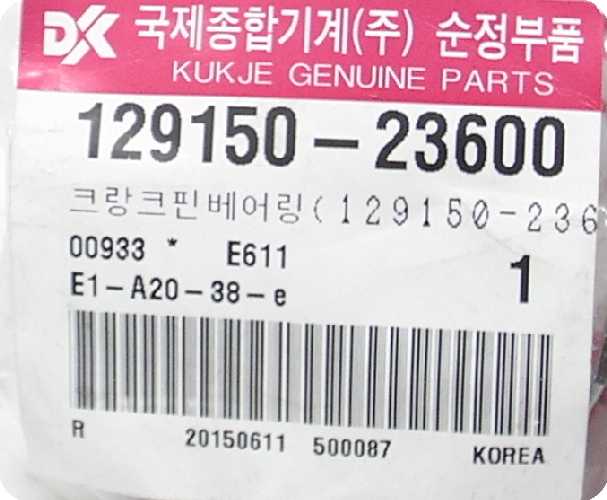 DK 국제종합기계(주) 순정부품
KUKJE GENUINE PARTS
129150-23600
크랑크핀베어링(129150-236
00933 * E611
1
E1-A20-38-e
R 20150611 500087 KOREA